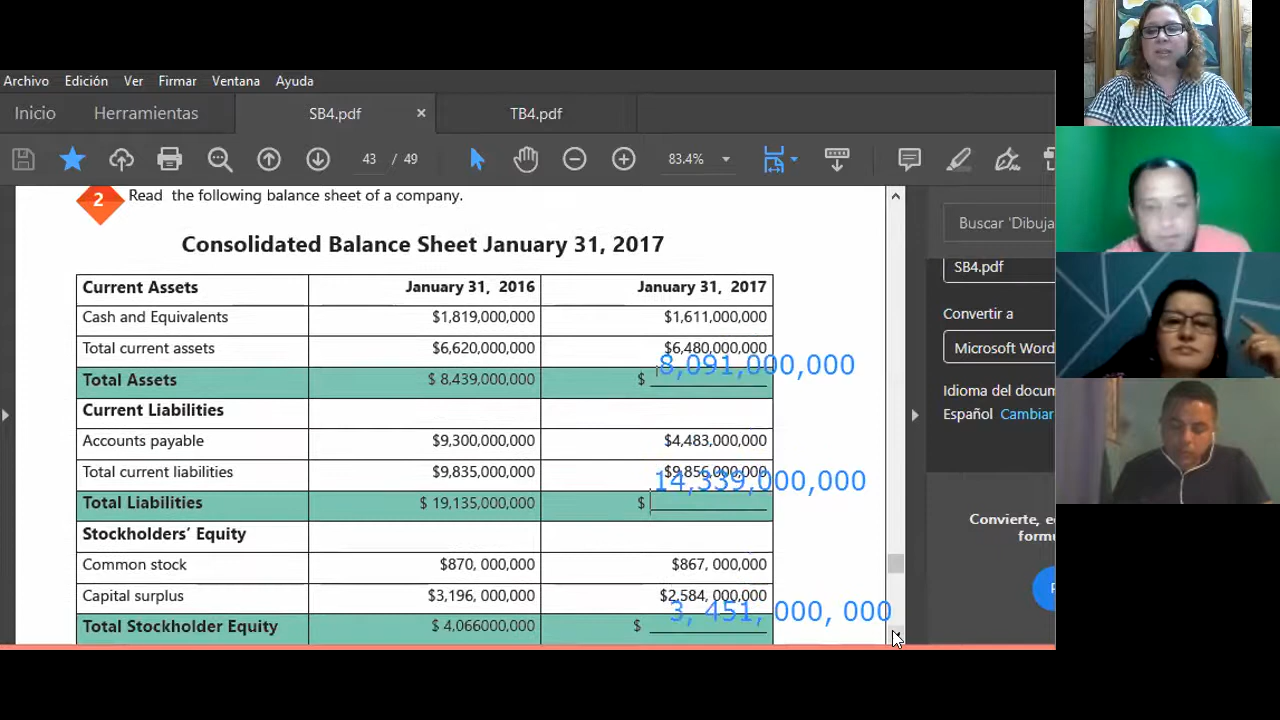 Archivo Edición Ver Firmar Ventana Ayuda
Inicio Herramientas SB4.pdf × TB4.pdf
43 / 49 83.4%
2 Read the following balance sheet of a company.
Consolidated Balance Sheet January 31, 2017
Current Assets January 31, 2016 January 31, 2017
Cash and Equivalents $1,819,000,000 $1,611,000,000
Total current assets $6,620,000,000 $6,480,000,000
8,091,000,000
Total Assets $ 8,439,000,000 $
Current Liabilities
Accounts payable $9,300,000,000 $4,483,000,000
Total current liabilities $9,835,000,000 $9,856,000,000
14,339,000,000
Total Liabilities $ 19,135,000,000 $
Stockholders’ Equity
Common stock $870, 000,000 $867, 000,000
Capital surplus $3,196, 000,000 $2,584, 000,000
3, 451, 000, 000
Total Stockholder Equity $ 4,066000,000 $
Buscar 'Dibuja
SB4.pdf
Convertir a
Microsoft Word
Idioma del docum
Español Cambiar
Convierte, e
form